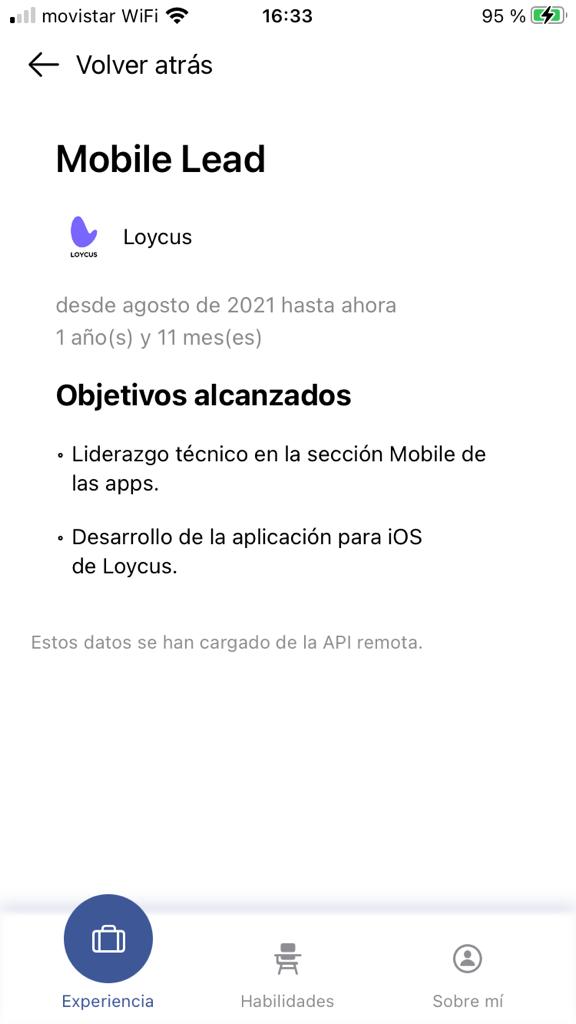 movistar WiFi 16:33 95 %
Volver atrás
Mobile Lead
LOYCUS
Loycus
desde agosto de 2021 hasta ahora
1 año(s) y 11 mes(es)
Objetivos alcanzados
• Liderazgo técnico en la sección Mobile de
las apps.
• Desarrollo de la aplicación para iOS
de Loycus.
Estos datos se han cargado de la API remota.
Experiencia Habilidades Sobre mí